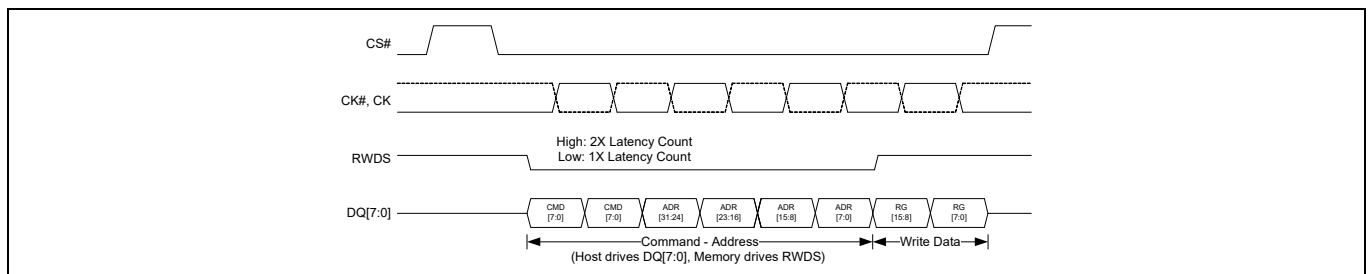 CS#
CK#, CK
High: 2X Latency Count
RWDS
Low: 1X Latency Count
DQ[7:0]
CMD
[7:0]
CMD
[7:0]
ADR
[31:24]
ADR
[23:16]
ADR
[15:8]
ADR
[7:0]
RG
[15:8]
RG
[7:0]
Command - Address
Write Data
(Host drives DQ[7:0], Memory drives RWDS)